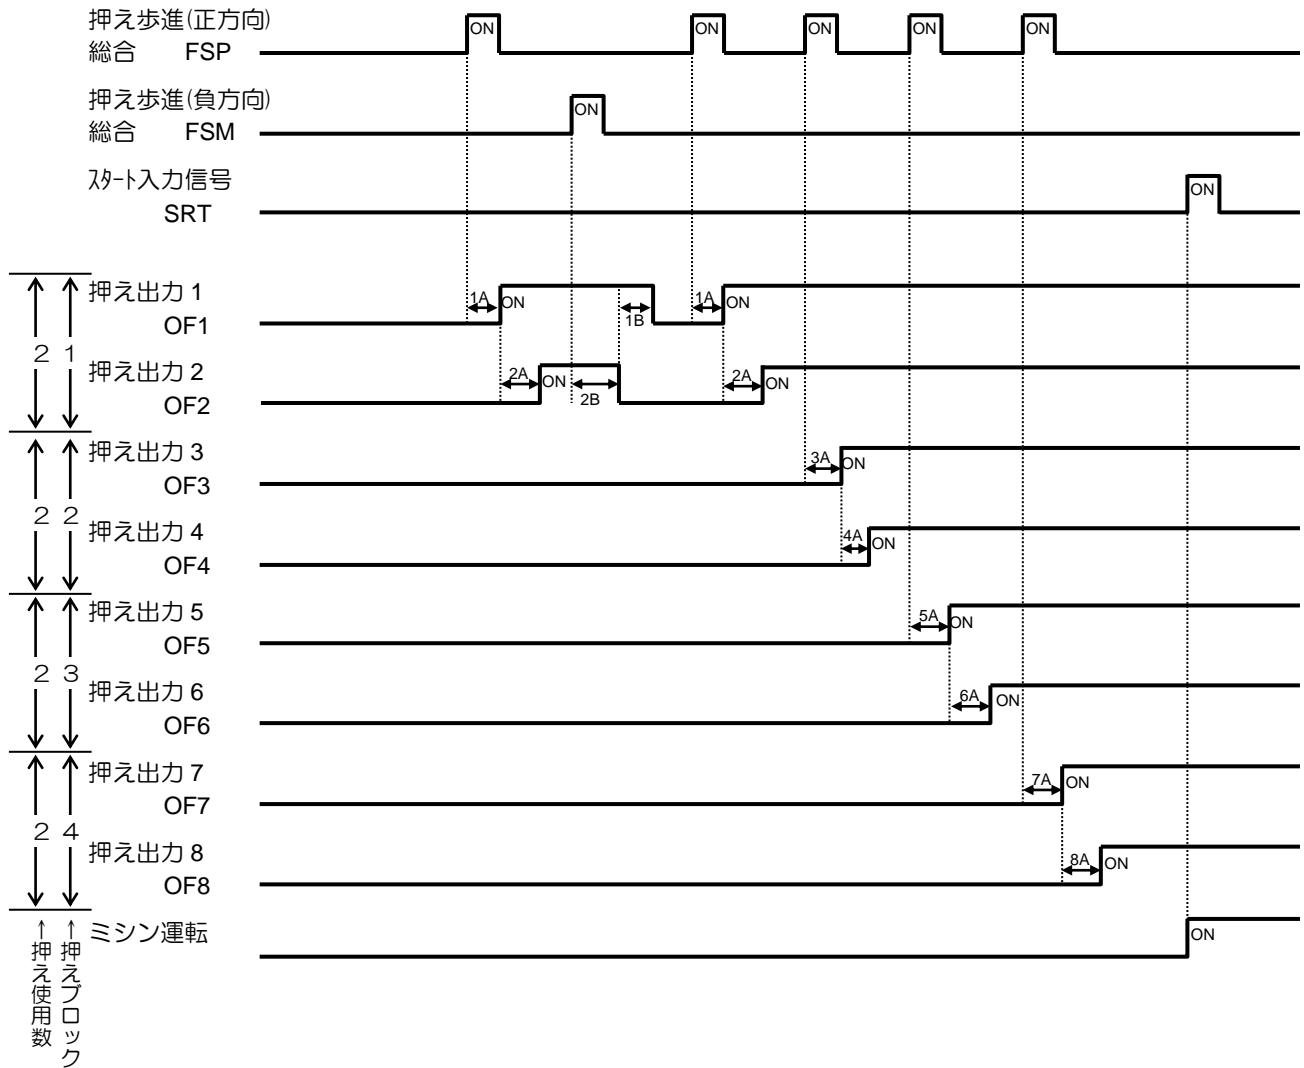 押え歩進(正方向)
総合 FSP
ON ON ON ON ON
押え歩進(負方向)
総合 FSM
ON
ｽﾀｰﾄ入力信号
SRT
ON
押え出力 1
OF1
1A ON 1B 1A ON
２ １
押え出力 2
OF2
2A ON 2B 2A ON
押え出力 3
OF3
3A ON
２ ２
押え出力 4
OF4
4A ON
押え出力 5
OF5
5A ON
２ ３
押え出力 6
OF6
6A ON
押え出力 7
OF7
7A ON
２ ４
押え出力 8
OF8
8A ON
ミシン運転
ON
↑押え使用数
↑押えブロック